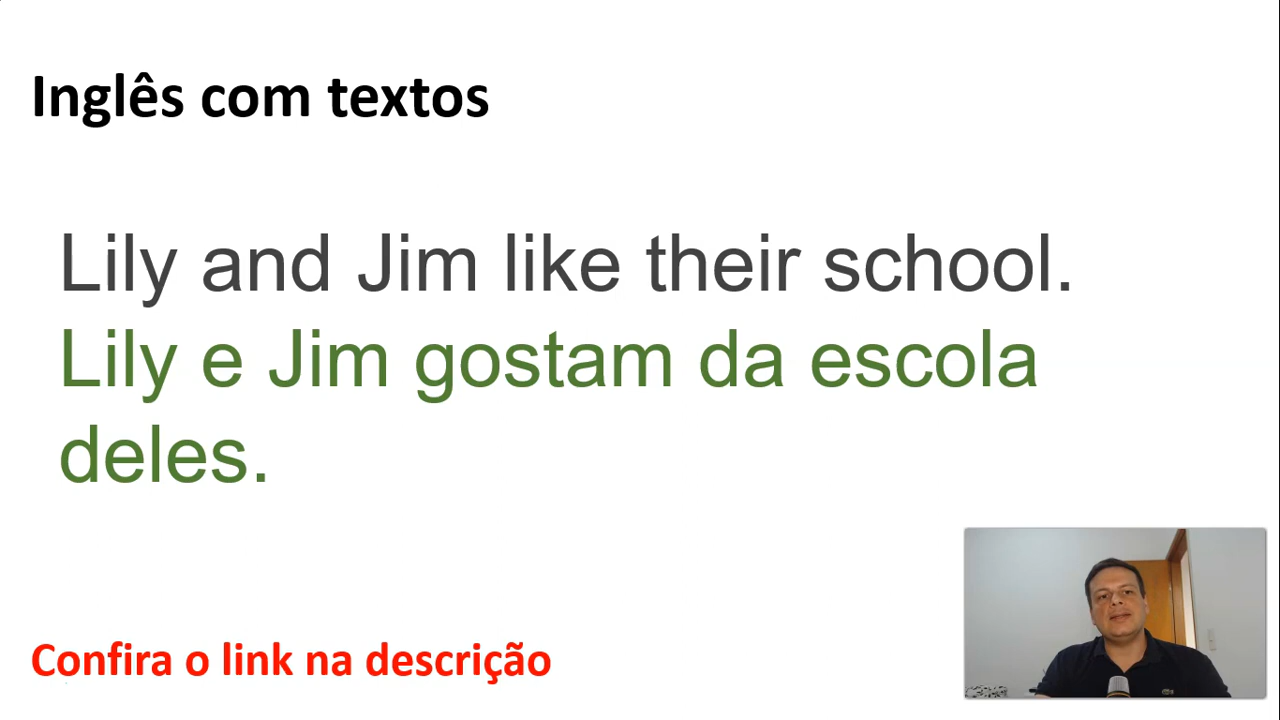 Inglês com textos
Lily and Jim like their school.
Lily e Jim gostam da escola
deles.
Confira o link na descrição